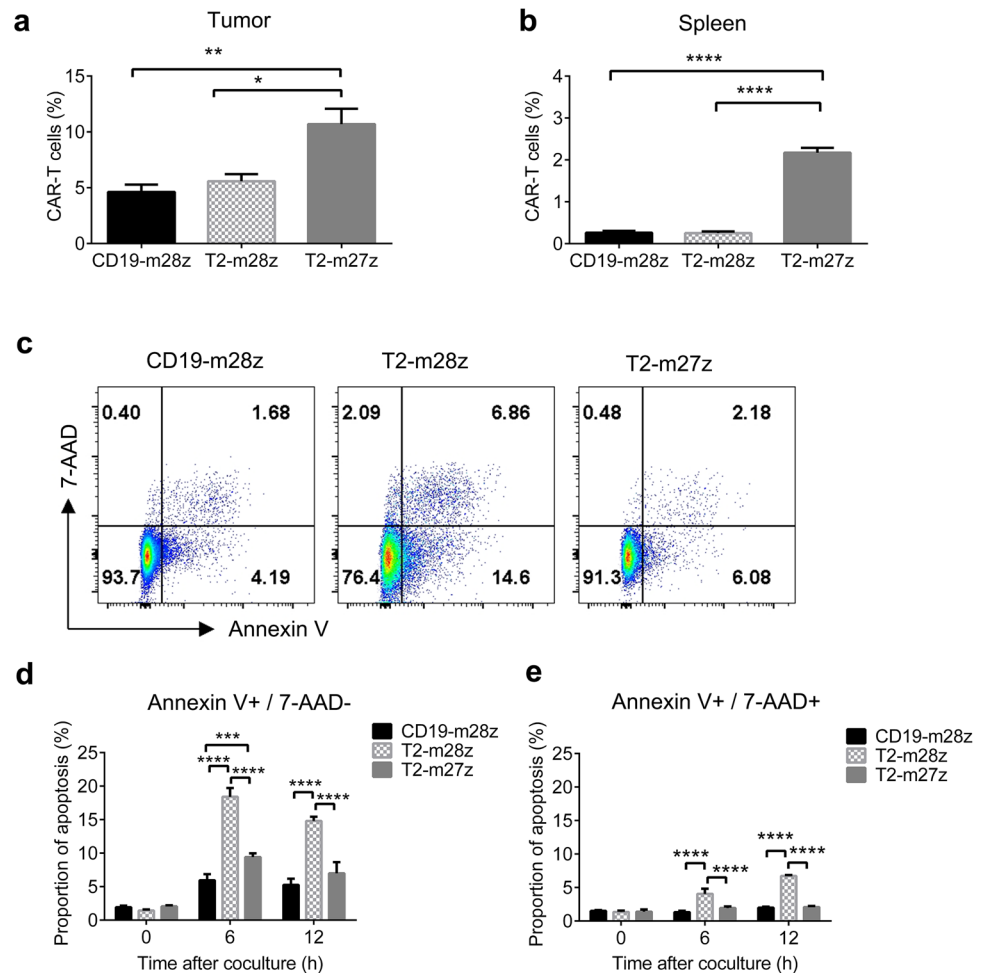 a
Tumor
**
*
15
10
5
0
CAR-T cells (%)
CD19-m28z
T2-m28z
T2-m27z
b
Spleen
****
****
4
3
2
1
0
CAR-T cells (%)
CD19-m28z
T2-m28z
T2-m27z
c
CD19-m28z
T2-m28z
T2-m27z
0.40
1.68
93.7
4.19
2.09
6.86
76.4
14.6
0.48
2.18
91.3
6.08
7-AAD
Annexin V
d
Annexin V+ / 7-AAD-
CD19-m28z
T2-m28z
T2-m27z
***
****
****
****
****
25
20
15
10
5
0
Proportion of apoptosis (%)
0
6
12
Time after coculture (h)
e
Annexin V+ / 7-AAD+
CD19-m28z
T2-m28z
T2-m27z
****
****
****
****
25
20
15
10
5
0
Proportion of apoptosis (%)
0
6
12
Time after coculture (h)